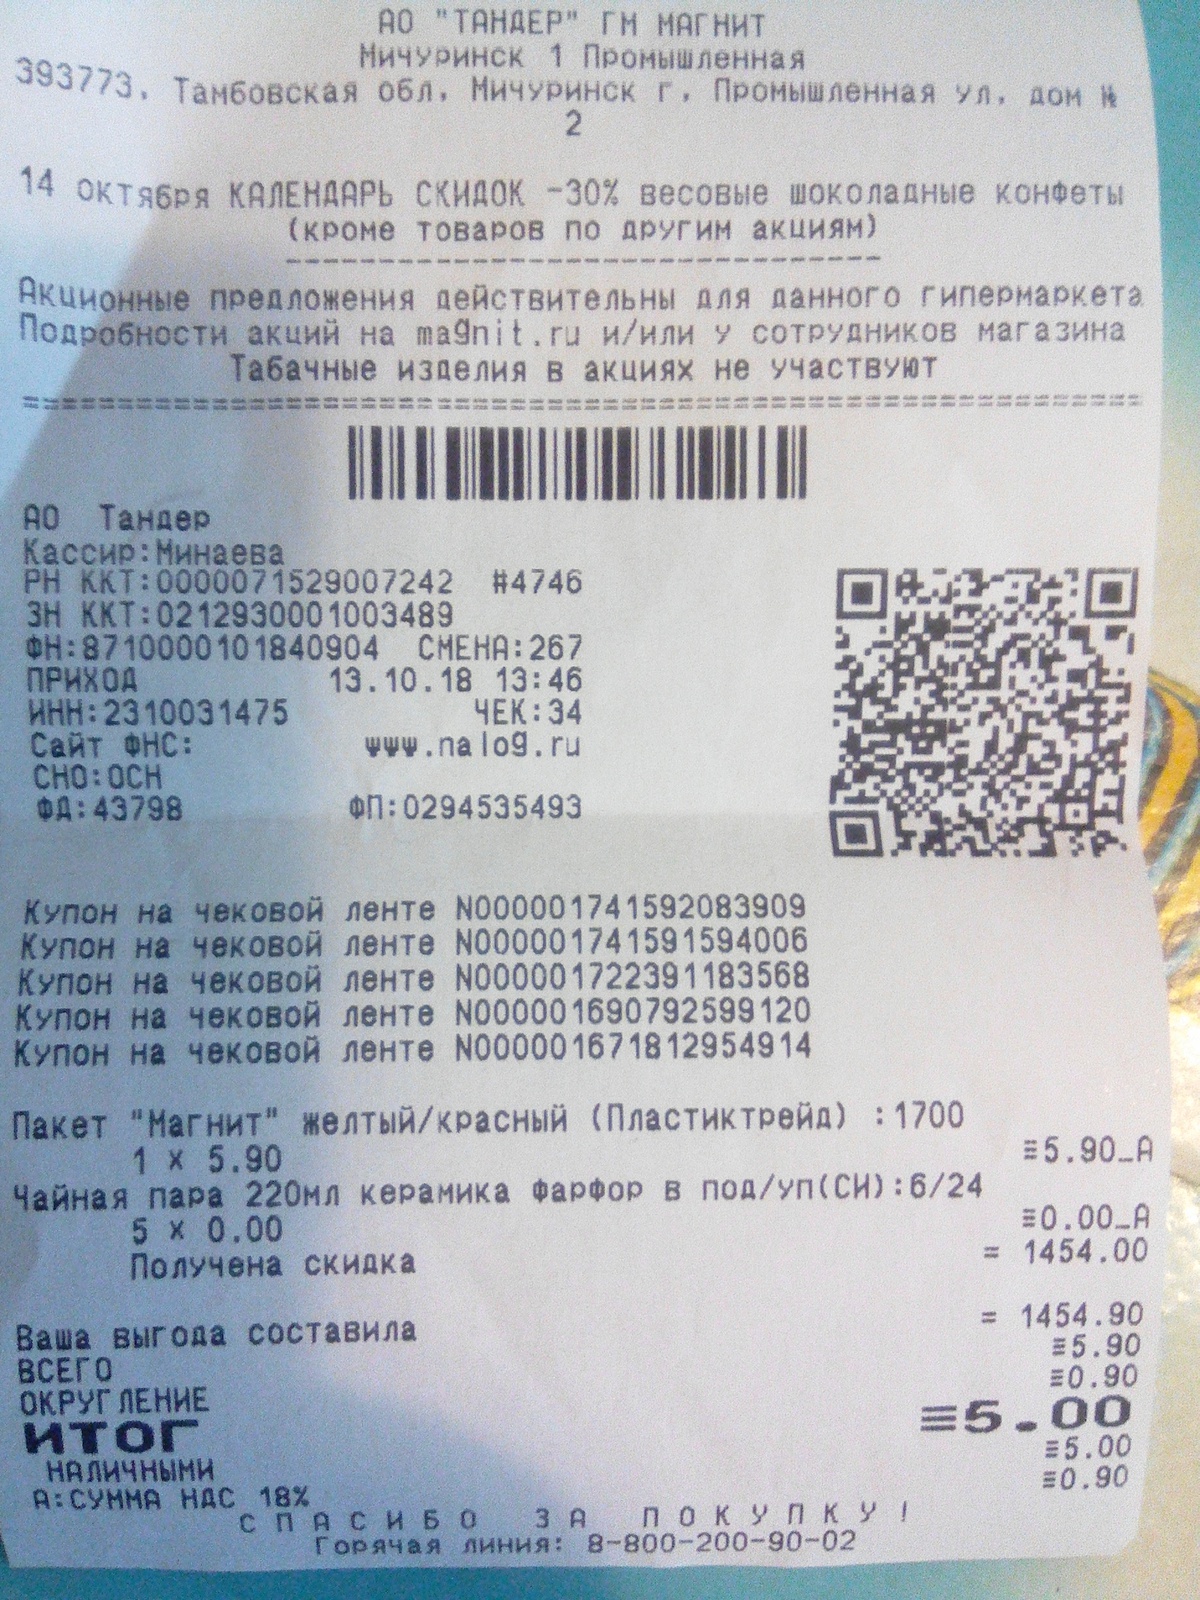 АО "ТАНДЕР" ГМ МАГНИТ
Мичуринск 1 Промышленная
393773, Тамбовская обл, Мичуринск г, Промышленная ул, дом №
2
14 октября КАЛЕНДАРЬ СКИДОК -30% весовые шоколадные конфеты
(кроме товаров по другим акциям)
Акционные предложения действительны для данного гипермаркета
Подробности акций на magnit.ru и/или у сотрудников магазина
Табачные изделия в акциях не участвуют
АО Тандер
Кассир:Минаева
РН ККТ:0000071529007242 #4746
ЗН ККТ:0212930001003489
ФН:8710000101840904 СМЕНА:267
ПРИХОД 13.10.18 13:46
ИНН:2310031475 ЧЕК:34
Сайт ФНС: www.nalog.ru
СНО:ОСН
ФД:43798 ФП:0294535493
Купон на чековой ленте N0000017415920839​09
Купон на чековой ленте N000001741591594006
Купон на чековой ленте N000001722391183568
Купон на чековой ленте N000001690792599120
Купон на чековой ленте N000001671812954914
Пакет "Магнит" желтый/красный (Пластиктрейд) :1700
1 x 5.90 ≡5.90_А
Чайная пара 220мл керамика фарфор в под/уп(СИ):6/24
5 x 0.00 ≡0.00_А
Получена скидка = 1454.00
Ваша выгода составила = 1454.90
ВСЕГО ≡5.90
ОКРУГЛЕНИЕ ≡0.90
ИТОГ ≡5.00
НАЛИЧНЫМИ ≡5.00
А:СУММА НДС 18% ≡0.90
СПАСИБО ЗА ПОКУПКУ!
Горячая линия: 8-800-200-90-02